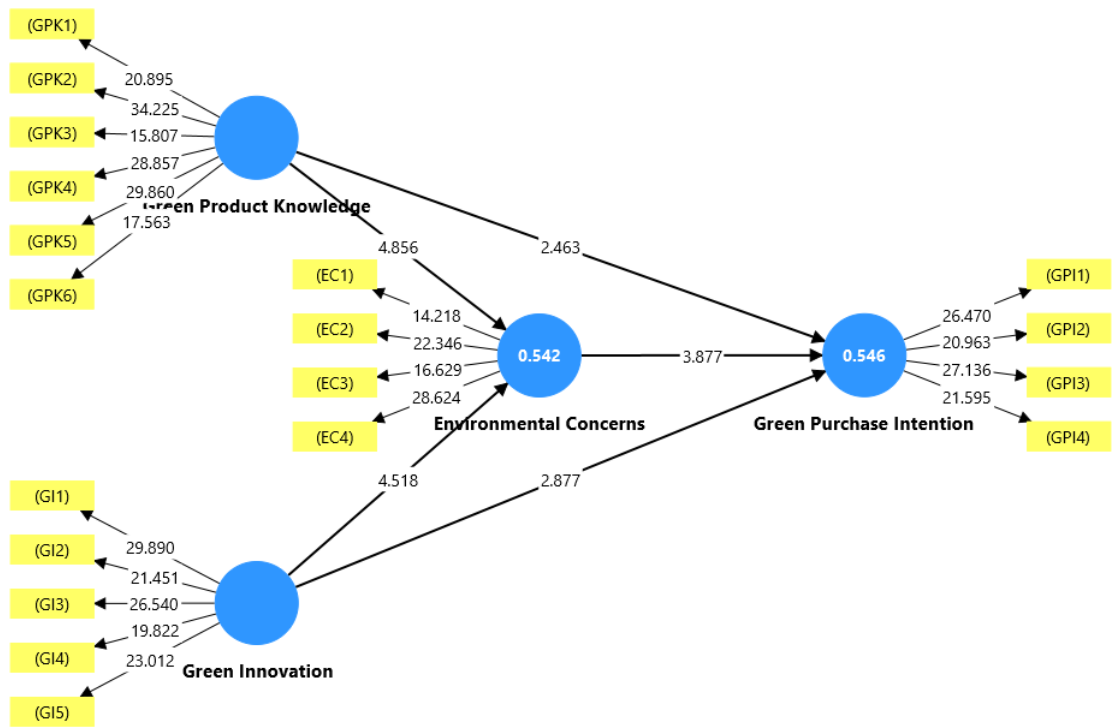 (GPK1)
20.895
(GPK2)
34.225
(GPK3)
15.807
(GPK4)
28.857
(GPK5)
29.860
(GPK6)
17.563
Green Product Knowledge
4.856
2.463
(EC1)
14.218
(EC2)
22.346
(EC3)
16.629
(EC4)
28.624
0.542
Environmental Concerns
3.877
0.546
Green Purchase Intention
(GPI1)
26.470
(GPI2)
20.963
(GPI3)
27.136
(GPI4)
21.595
4.518
2.877
(GI1)
29.890
(GI2)
21.451
(GI3)
26.540
(GI4)
19.822
(GI5)
23.012
Green Innovation